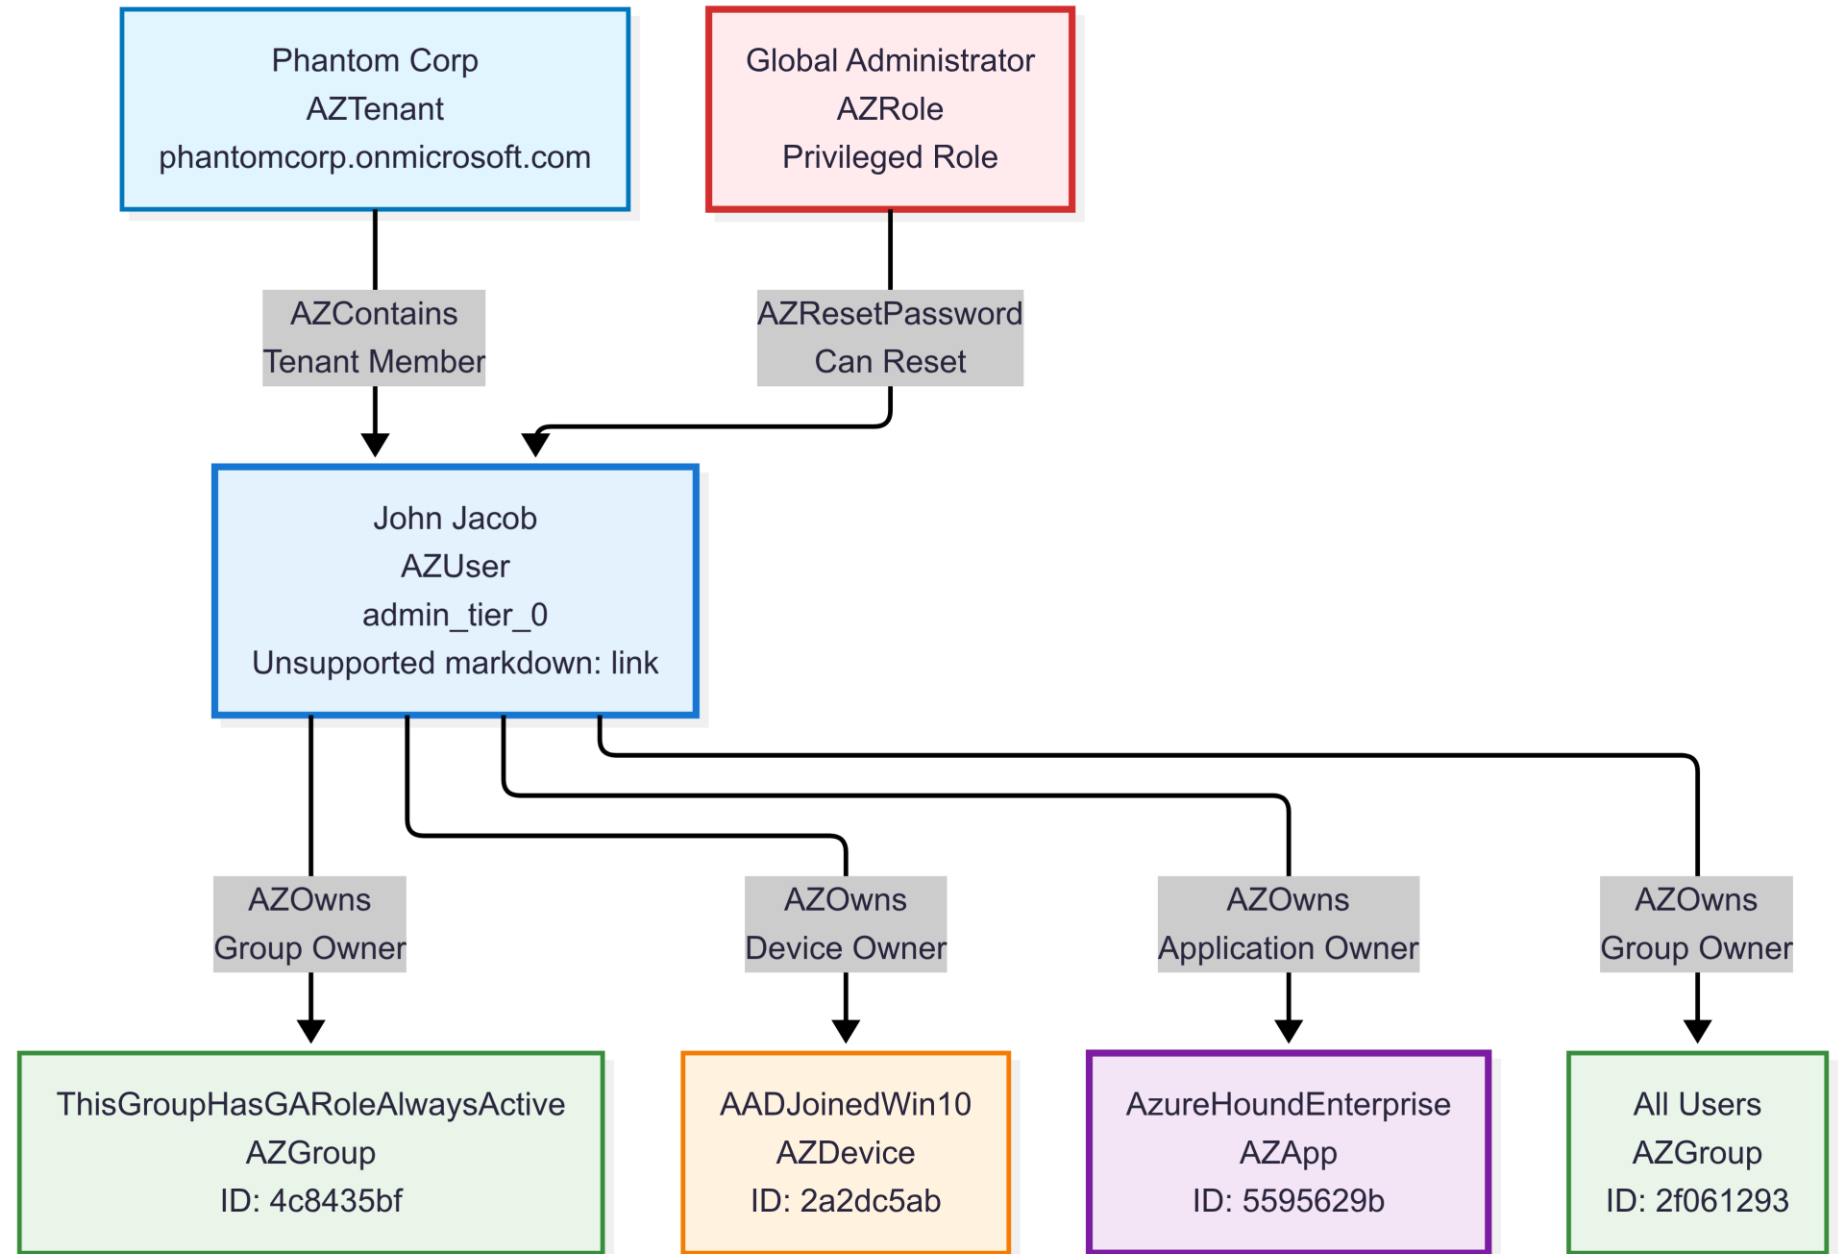 Phantom Corp
AZTenant
phantomcorp.onmicrosoft.com
Global Administrator
AZRole
Privileged Role
AZContains
Tenant Member
AZResetPassword
Can Reset
John Jacob
AZUser
admin_tier_0
Unsupported markdown: link
AZOwns
Group Owner
AZOwns
Device Owner
AZOwns
Application Owner
AZOwns
Group Owner
ThisGroupHasGARoleAlwaysActive
AZGroup
ID: 4c8435bf
AADJoinedWin10
AZDevice
ID: 2a2dc5ab
AzureHoundEnterprise
AZApp
ID: 5595629b
All Users
AZGroup
ID: 2f061293